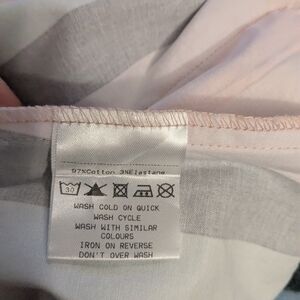 97%Cotton 3%Elastane
30
WASH COLD ON QUICK
WASH CYCLE
WASH WITH SIMILAR
COLOURS
IRON ON REVERSE
DON'T OVER WASH